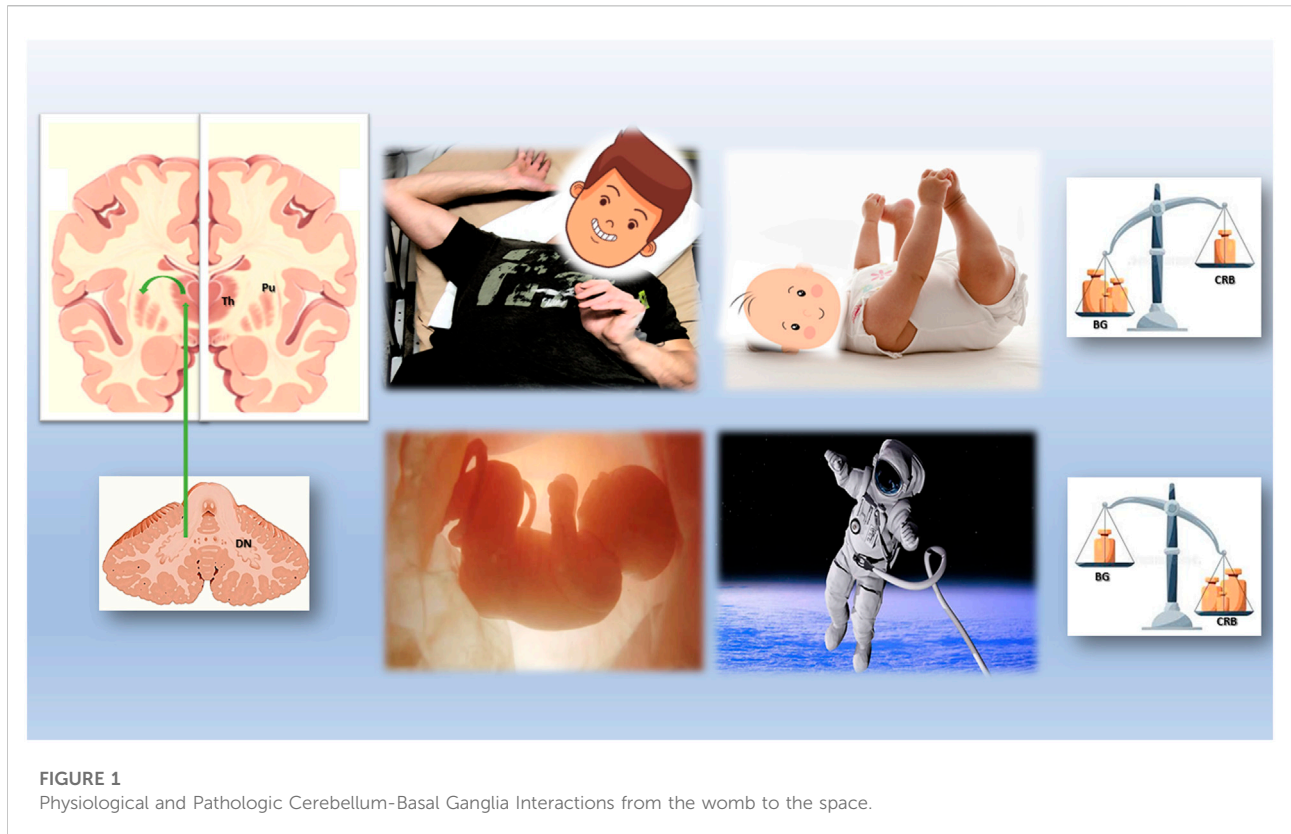 Th
Pu
DN
BG
CRB
BG
CRB
FIGURE 1
Physiological and Pathologic Cerebellum-Basal Ganglia Interactions from the womb to the space.